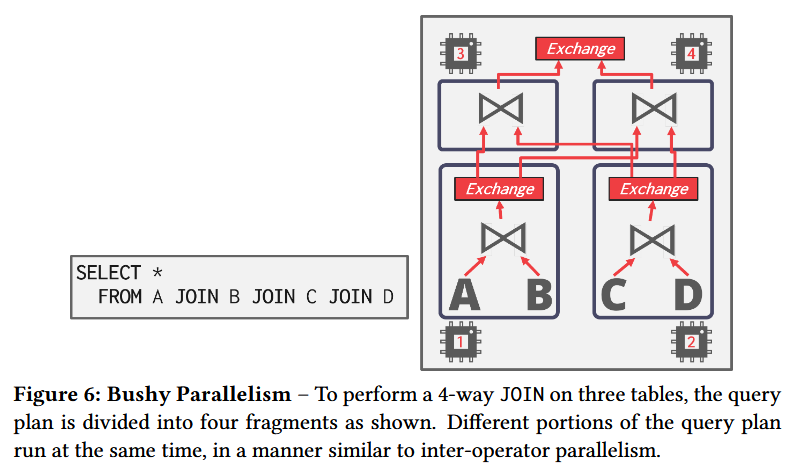 3
Exchange
4
Exchange
Exchange
A
B
C
D
SELECT *
FROM A JOIN B JOIN C JOIN D
1
2
Figure 6: Bushy Parallelism – To perform a 4-way JOIN on three tables, the query
plan is divided into four fragments as shown. Different portions of the query plan
run at the same time, in a manner similar to inter-operator parallelism.